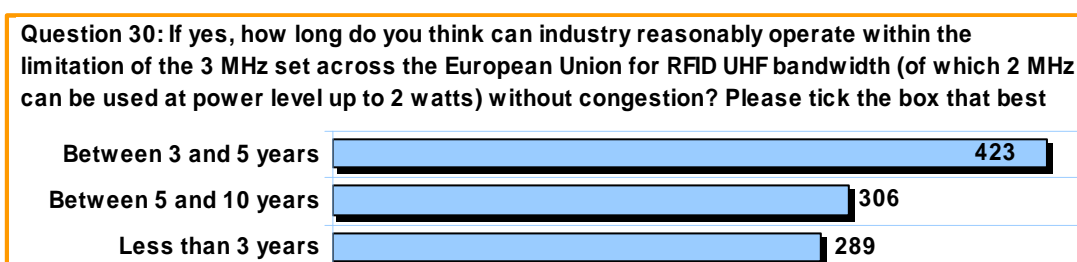 Question 30: If yes, how long do you think can industry reasonably operate within the
limitation of the 3 MHz set across the European Union for RFID UHF bandwidth (of which 2 MHz
can be used at power level up to 2 watts) without congestion? Please tick the box that best
Between 3 and 5 years 423
Between 5 and 10 years 306
Less than 3 years 289